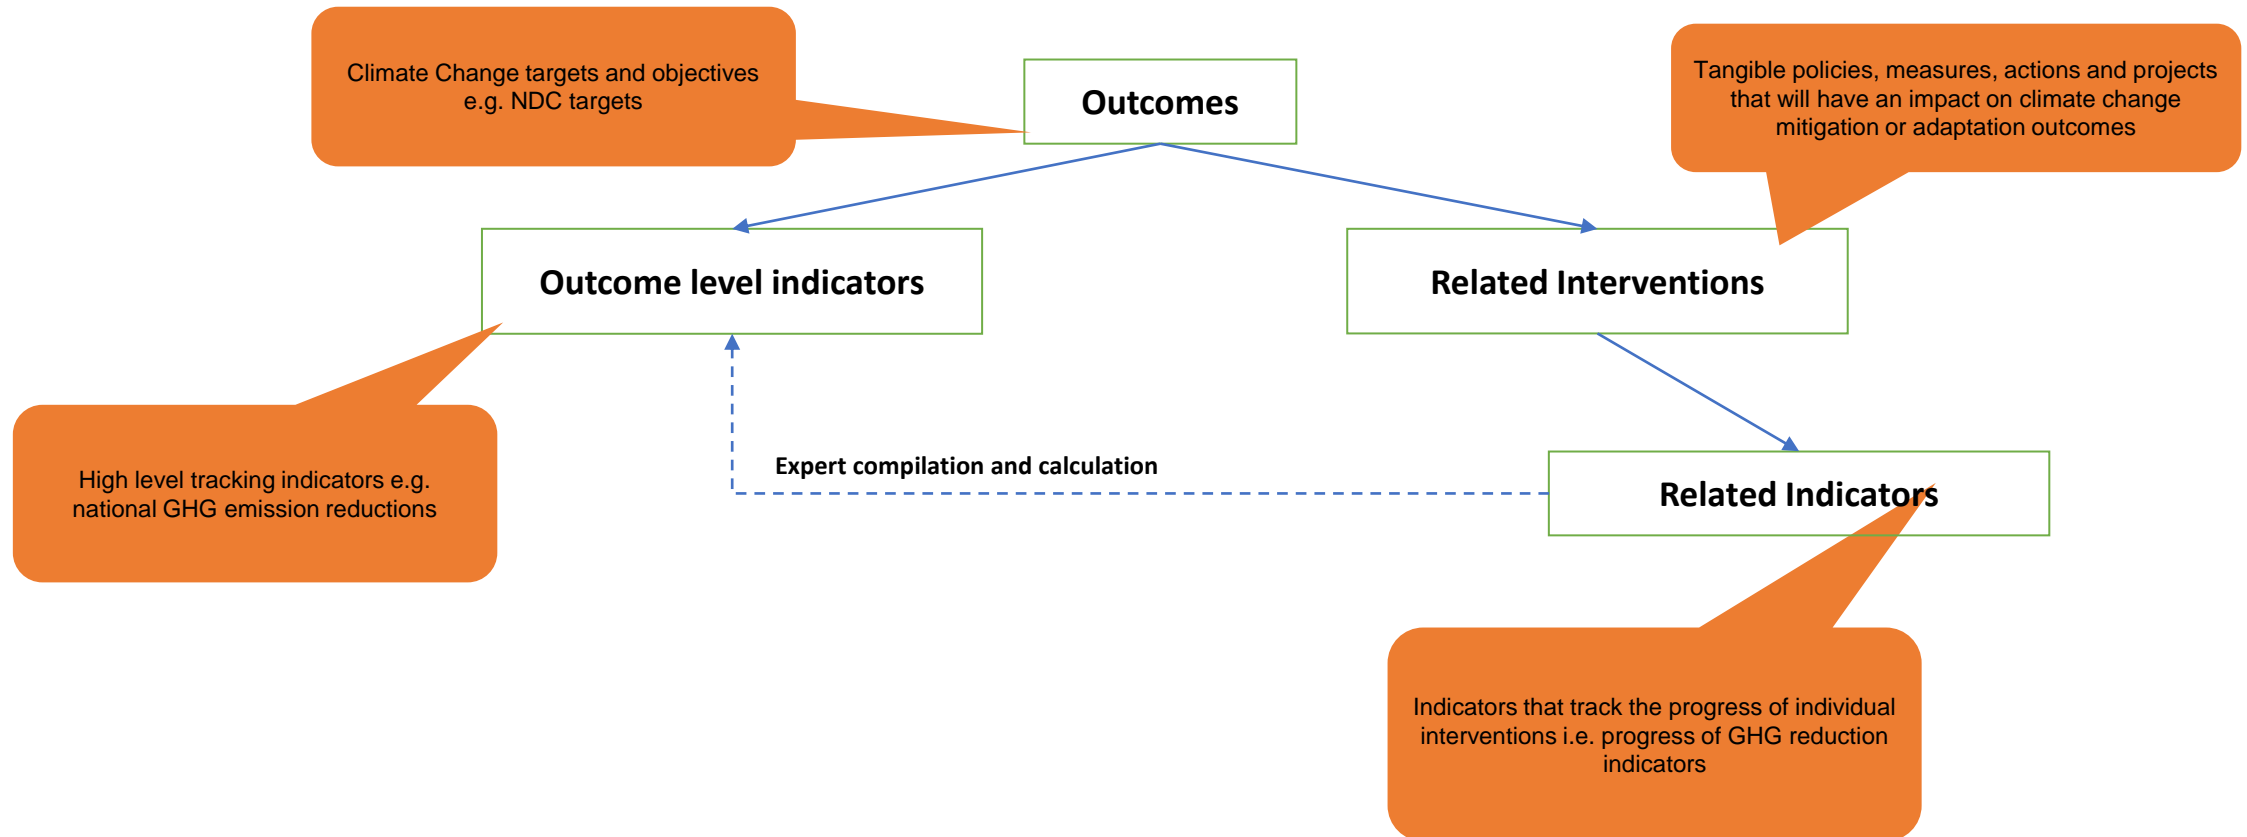 Climate Change targets and objectives
e.g. NDC targets
Outcomes
Tangible policies, measures, actions and projects
that will have an impact on climate change
mitigation or adaptation outcomes
Outcome level indicators
Related Interventions
Expert compilation and calculation
High level tracking indicators e.g.
national GHG emission reductions
Related Indicators
Indicators that track the progress of individual
interventions i.e. progress of GHG reduction
indicators